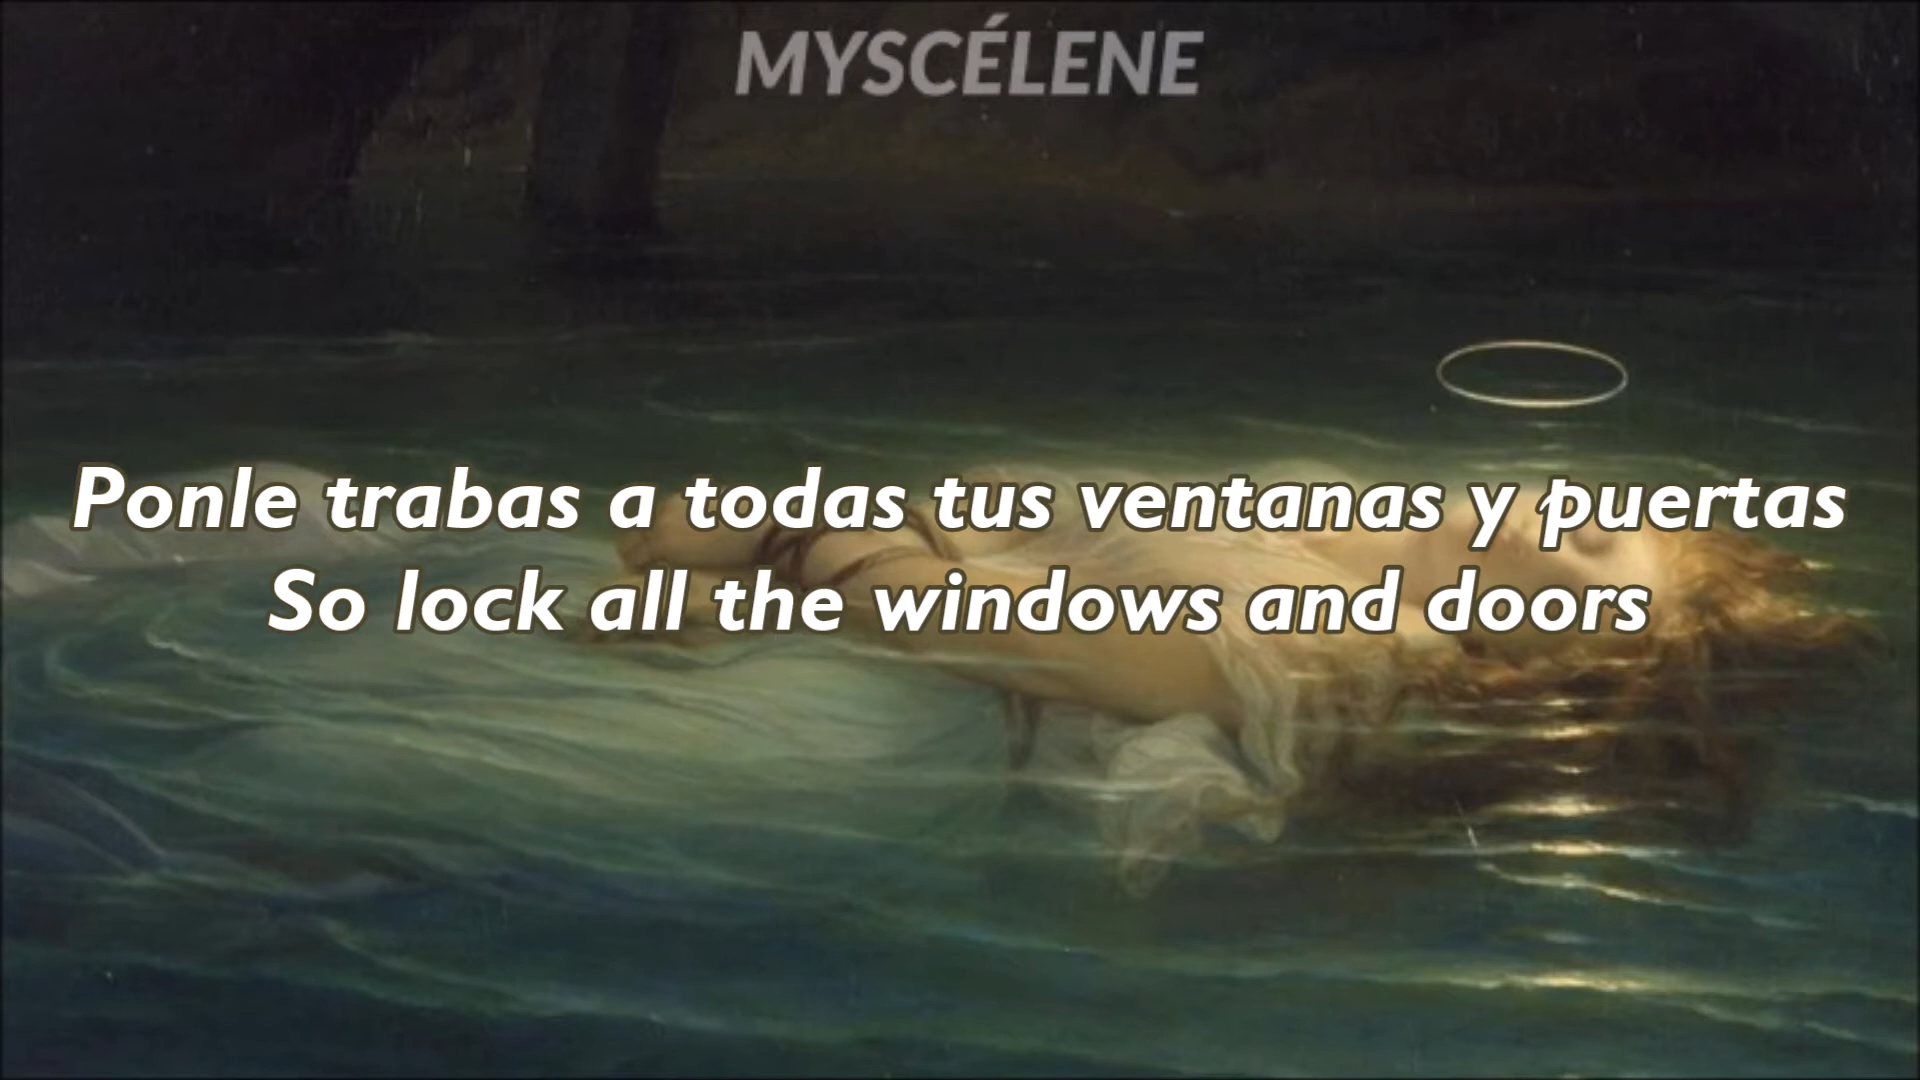 MYSCÉLENE
Ponle trabas a todas tus ventanas y puertas
So lock all the windows and doors